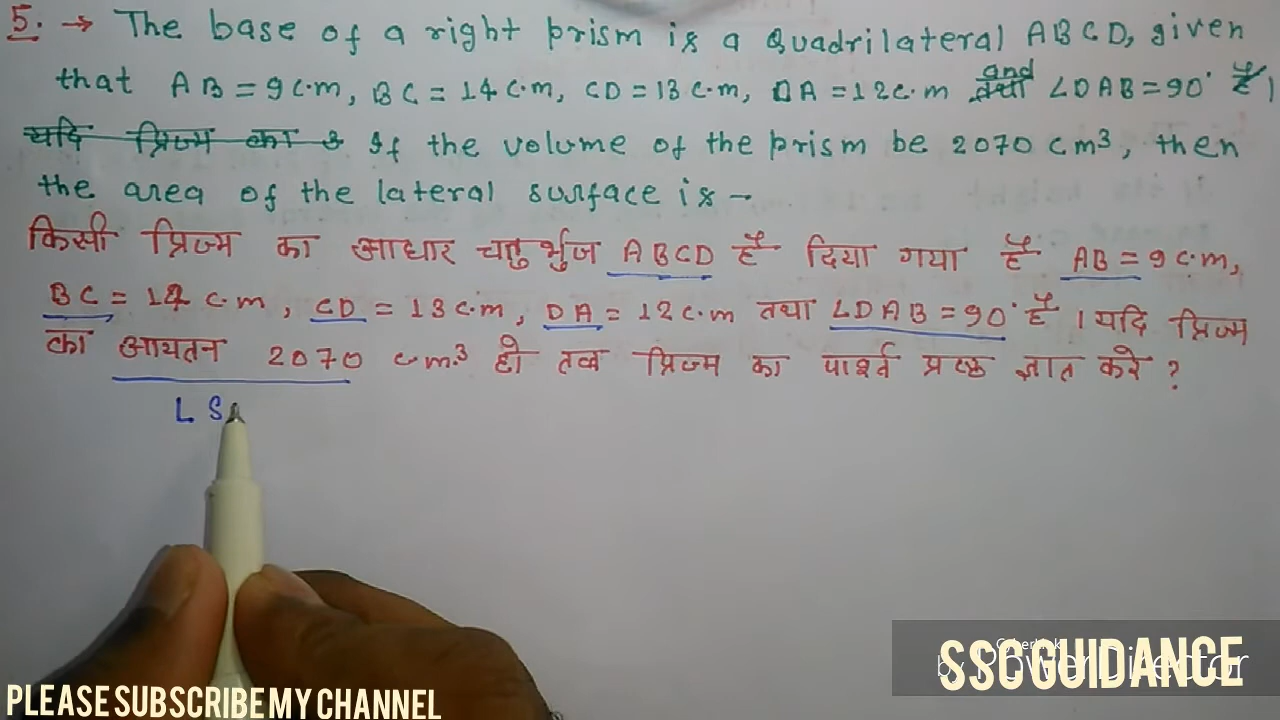 5. → The base of a right prism is a Quadrilateral ABCD, given
that AB = 9 c.m, BC = 14 c.m, CD = 13 c.m, DA = 12 c.m and ∠DAB = 90° है।
यदि प्रिज्म का If the volume of the prism be 2070 cm³, then
the area of the lateral surface is –
किसी प्रिज्म का आधार चतुर्भुज ABCD है दिया गया है AB = 9 c.m,
BC = 14 c.m, CD = 13 c.m, DA = 12 c.m तथा ∠DAB = 90° है। यदि प्रिज्म
का आयतन 2070 cm³ हो तब प्रिज्म का पार्श्व प्रष्ठ ज्ञात करे ?
L S
SSC GUIDANCE
PLEASE SUBSCRIBE MY CHANNEL